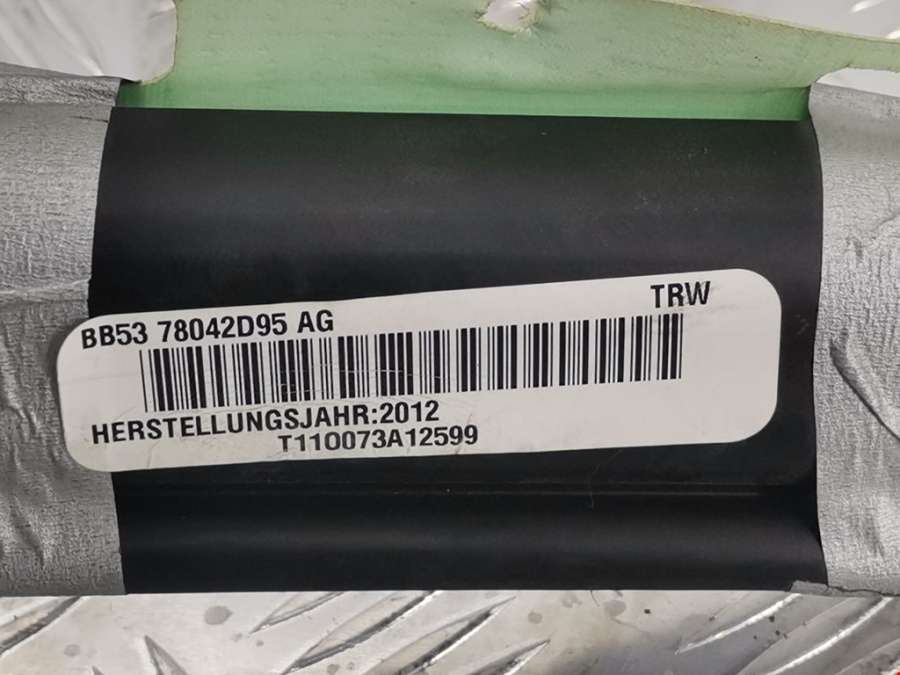 TRW
BB53 78042D95 AG
HERSTELLUNGSJAHR:2012
T110073A12599